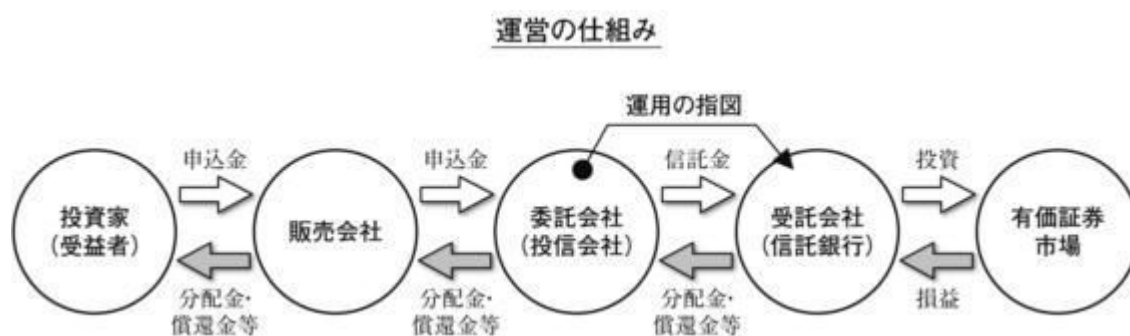 運営の仕組み
運用の指図
申込金
申込金
信託金
投資
投資家
（受益者）
販売会社
委託会社
（投信会社）
受託会社
（信託銀行）
有価証券
市場
分配金・
償還金等
分配金・
償還金等
分配金・
償還金等
損益